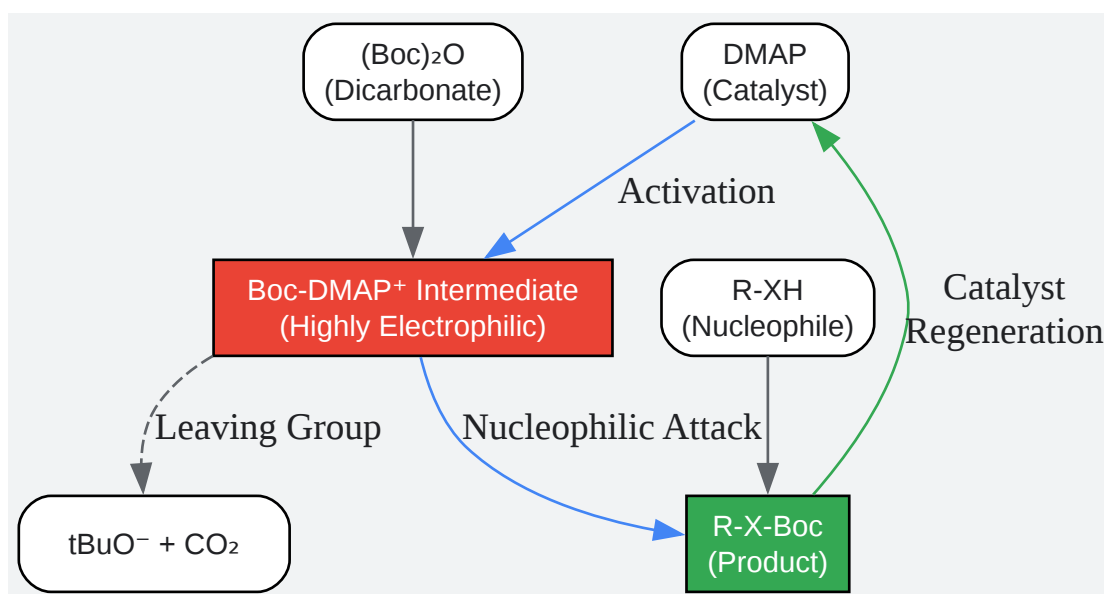 (Boc)₂O
(Dicarbonate)
DMAP
(Catalyst)
Activation
Boc-DMAP⁺ Intermediate
(Highly Electrophilic)
R-XH
(Nucleophile)
Catalyst
Regeneration
Leaving Group
Nucleophilic Attack
tBuO⁻ + CO₂
R-X-Boc
(Product)